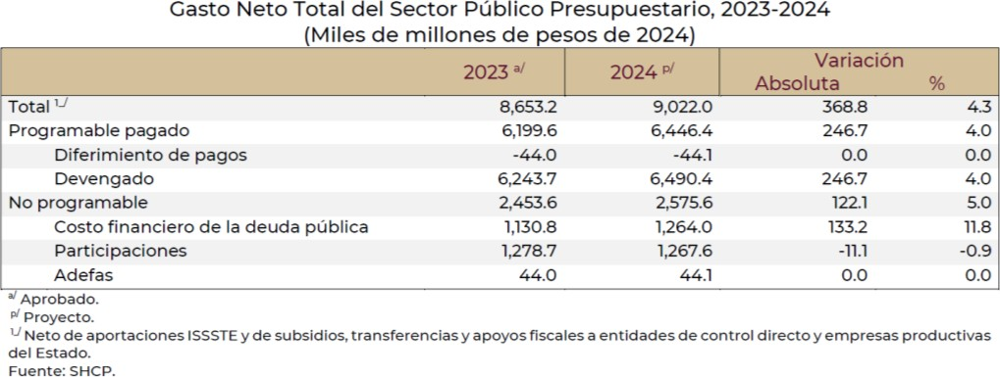 Gasto Neto Total del Sector Público Presupuestario, 2023-2024
(Miles de millones de pesos de 2024)
2023 a/ 2024 p/ Variación
Absoluta %
Total 1_/ 8,653.2 9,022.0 368.8 4.3
Programable pagado 6,199.6 6,446.4 246.7 4.0
Diferimiento de pagos -44.0 -44.1 0.0 0.0
Devengado 6,243.7 6,490.4 246.7 4.0
No programable 2,453.6 2,575.6 122.1 5.0
Costo financiero de la deuda pública 1,130.8 1,264.0 133.2 11.8
Participaciones 1,278.7 1,267.6 -11.1 -0.9
Adefas 44.0 44.1 0.0 0.0
a/ Aprobado.
p/ Proyecto.
1_/ Neto de aportaciones ISSSTE y de subsidios, transferencias y apoyos fiscales a entidades de control directo y empresas productivas
del Estado.
Fuente: SHCP.